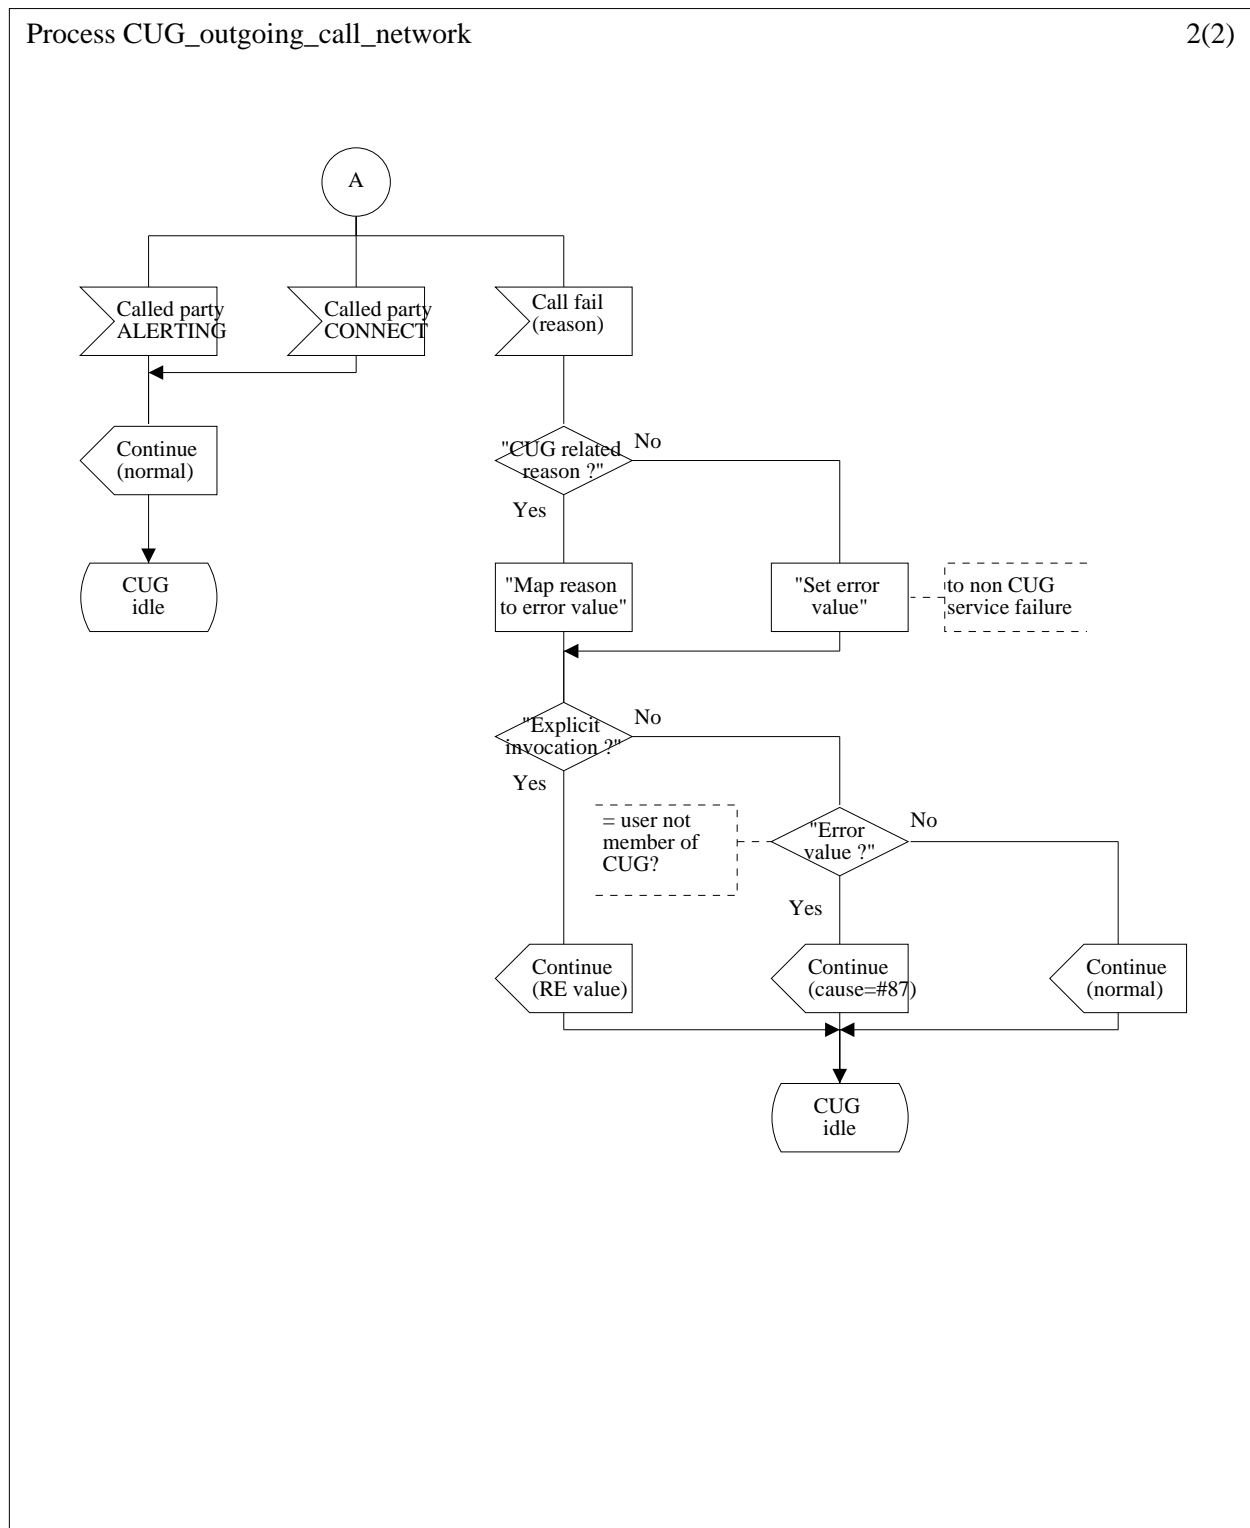 Process CUG_outgoing_call_network
2(2)
A
Called party
ALERTING
Called party
CONNECT
Call fail
(reason)
Continue
(normal)
"CUG related
reason ?"
No
Yes
CUG
idle
"Map reason
to error value"
"Set error
value"
to non CUG
service failure
"Explicit
invocation ?"
No
Yes
= user not
member of
CUG?
"Error
value ?"
No
Yes
Continue
(RE value)
Continue
(cause=#87)
Continue
(normal)
CUG
idle